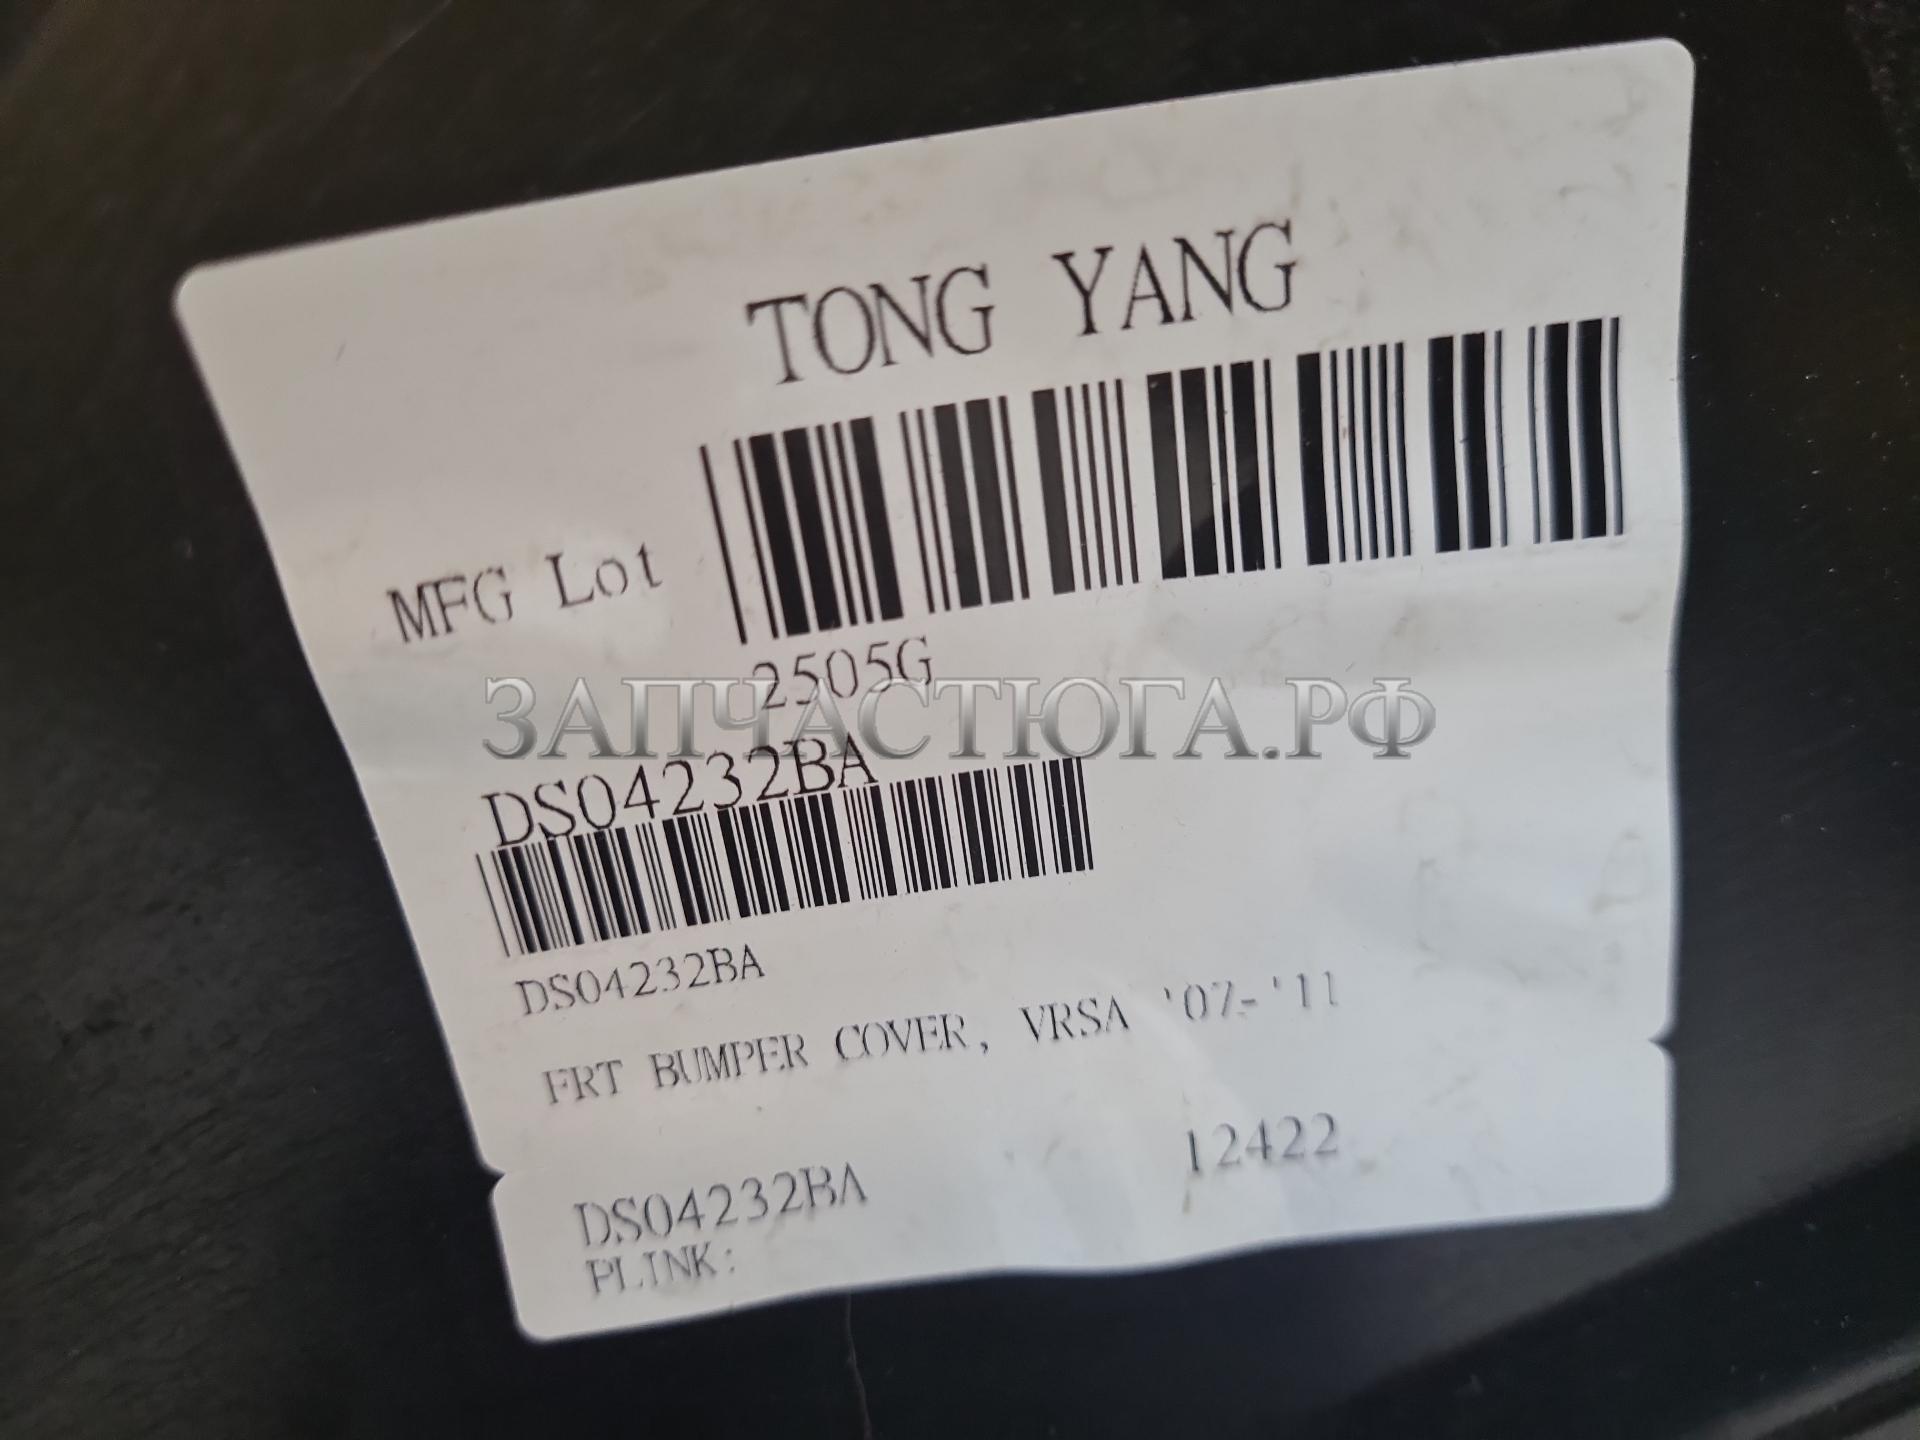 TONG YANG
MFG Lot
2505G
ЗАПЧАСТЮГА.РФ
DS04232BA
DS04232BA
FRT BUMPER COVER, VRSA '07-'11
DS04232BA 12422
PLINK: